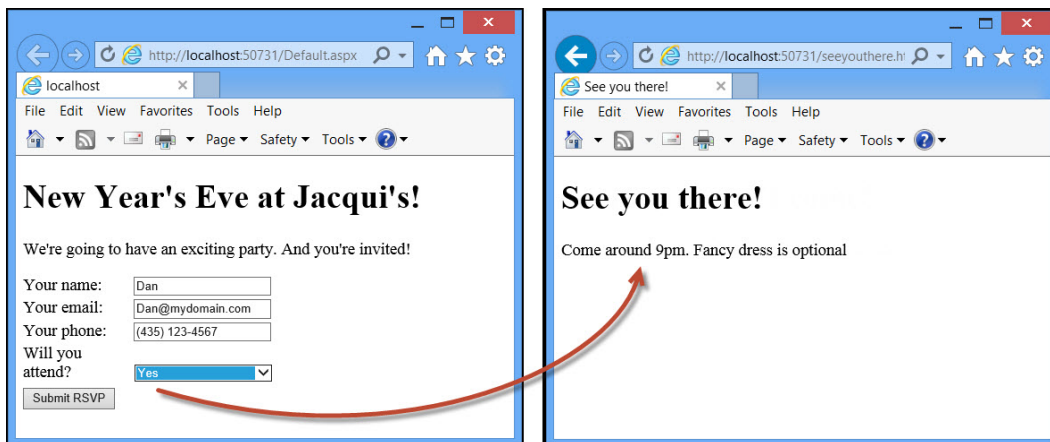 http://localhost:50731/Default.aspx
localhost
File Edit View Favorites Tools Help
Page Safety Tools
New Year's Eve at Jacqui's!
We're going to have an exciting party. And you're invited!
Your name: Dan
Your email: Dan@mydomain.com
Your phone: (435) 123-4567
Will you
attend? Yes
Submit RSVP
http://localhost:50731/seeyouthere.h
See you there!
File Edit View Favorites Tools Help
Page Safety Tools
See you there!
Come around 9pm. Fancy dress is optional